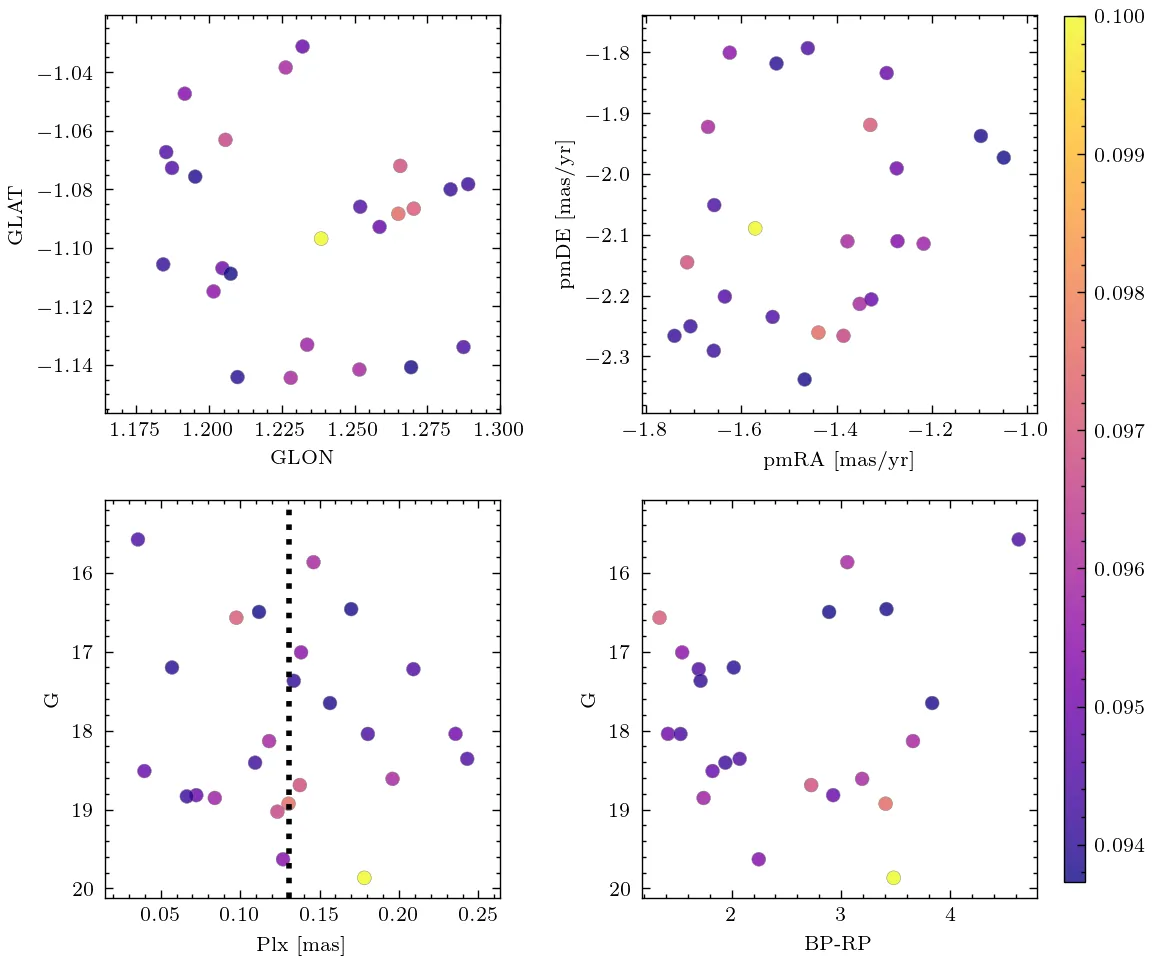 −1.04
−1.06
−1.08
−1.10
−1.12
−1.14
GLAT
1.175 1.200 1.225 1.250 1.275 1.300
GLON
−1.8
−1.9
−2.0
−2.1
−2.2
−2.3
pmDE [mas/yr]
−1.8 −1.6 −1.4 −1.2 −1.0
pmRA [mas/yr]
16
17
18
19
20
G
0.05 0.10 0.15 0.20 0.25
Plx [mas]
16
17
18
19
20
G
2 3 4
BP-RP
0.100
0.099
0.098
0.097
0.096
0.095
0.094